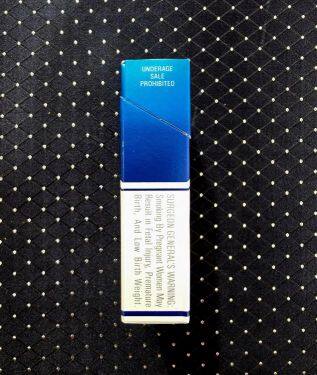 UNDERAGE
SALE
PROHIBITED
SURGEON GENERAL'S WARNING:
Smoking By Pregnant Women May
Result in Fetal Injury, Premature
Birth, And Low Birth Weight.